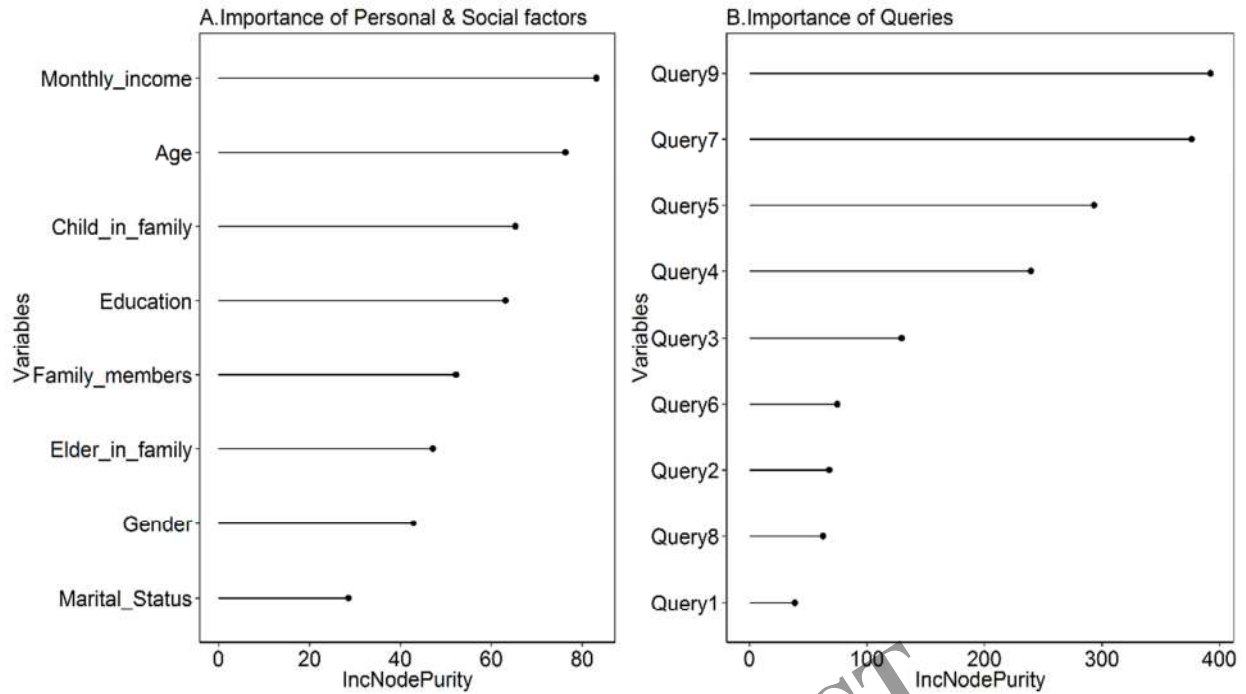 A.Importance of Personal & Social factors
Variables
Monthly_income
Age
Child_in_family
Education
Family_members
Elder_in_family
Gender
Marital_Status
0 20 40 60 80
IncNodePurity
B.Importance of Queries
Variables
Query9
Query7
Query5
Query4
Query3
Query6
Query2
Query8
Query1
0 100 200 300 400
IncNodePurity